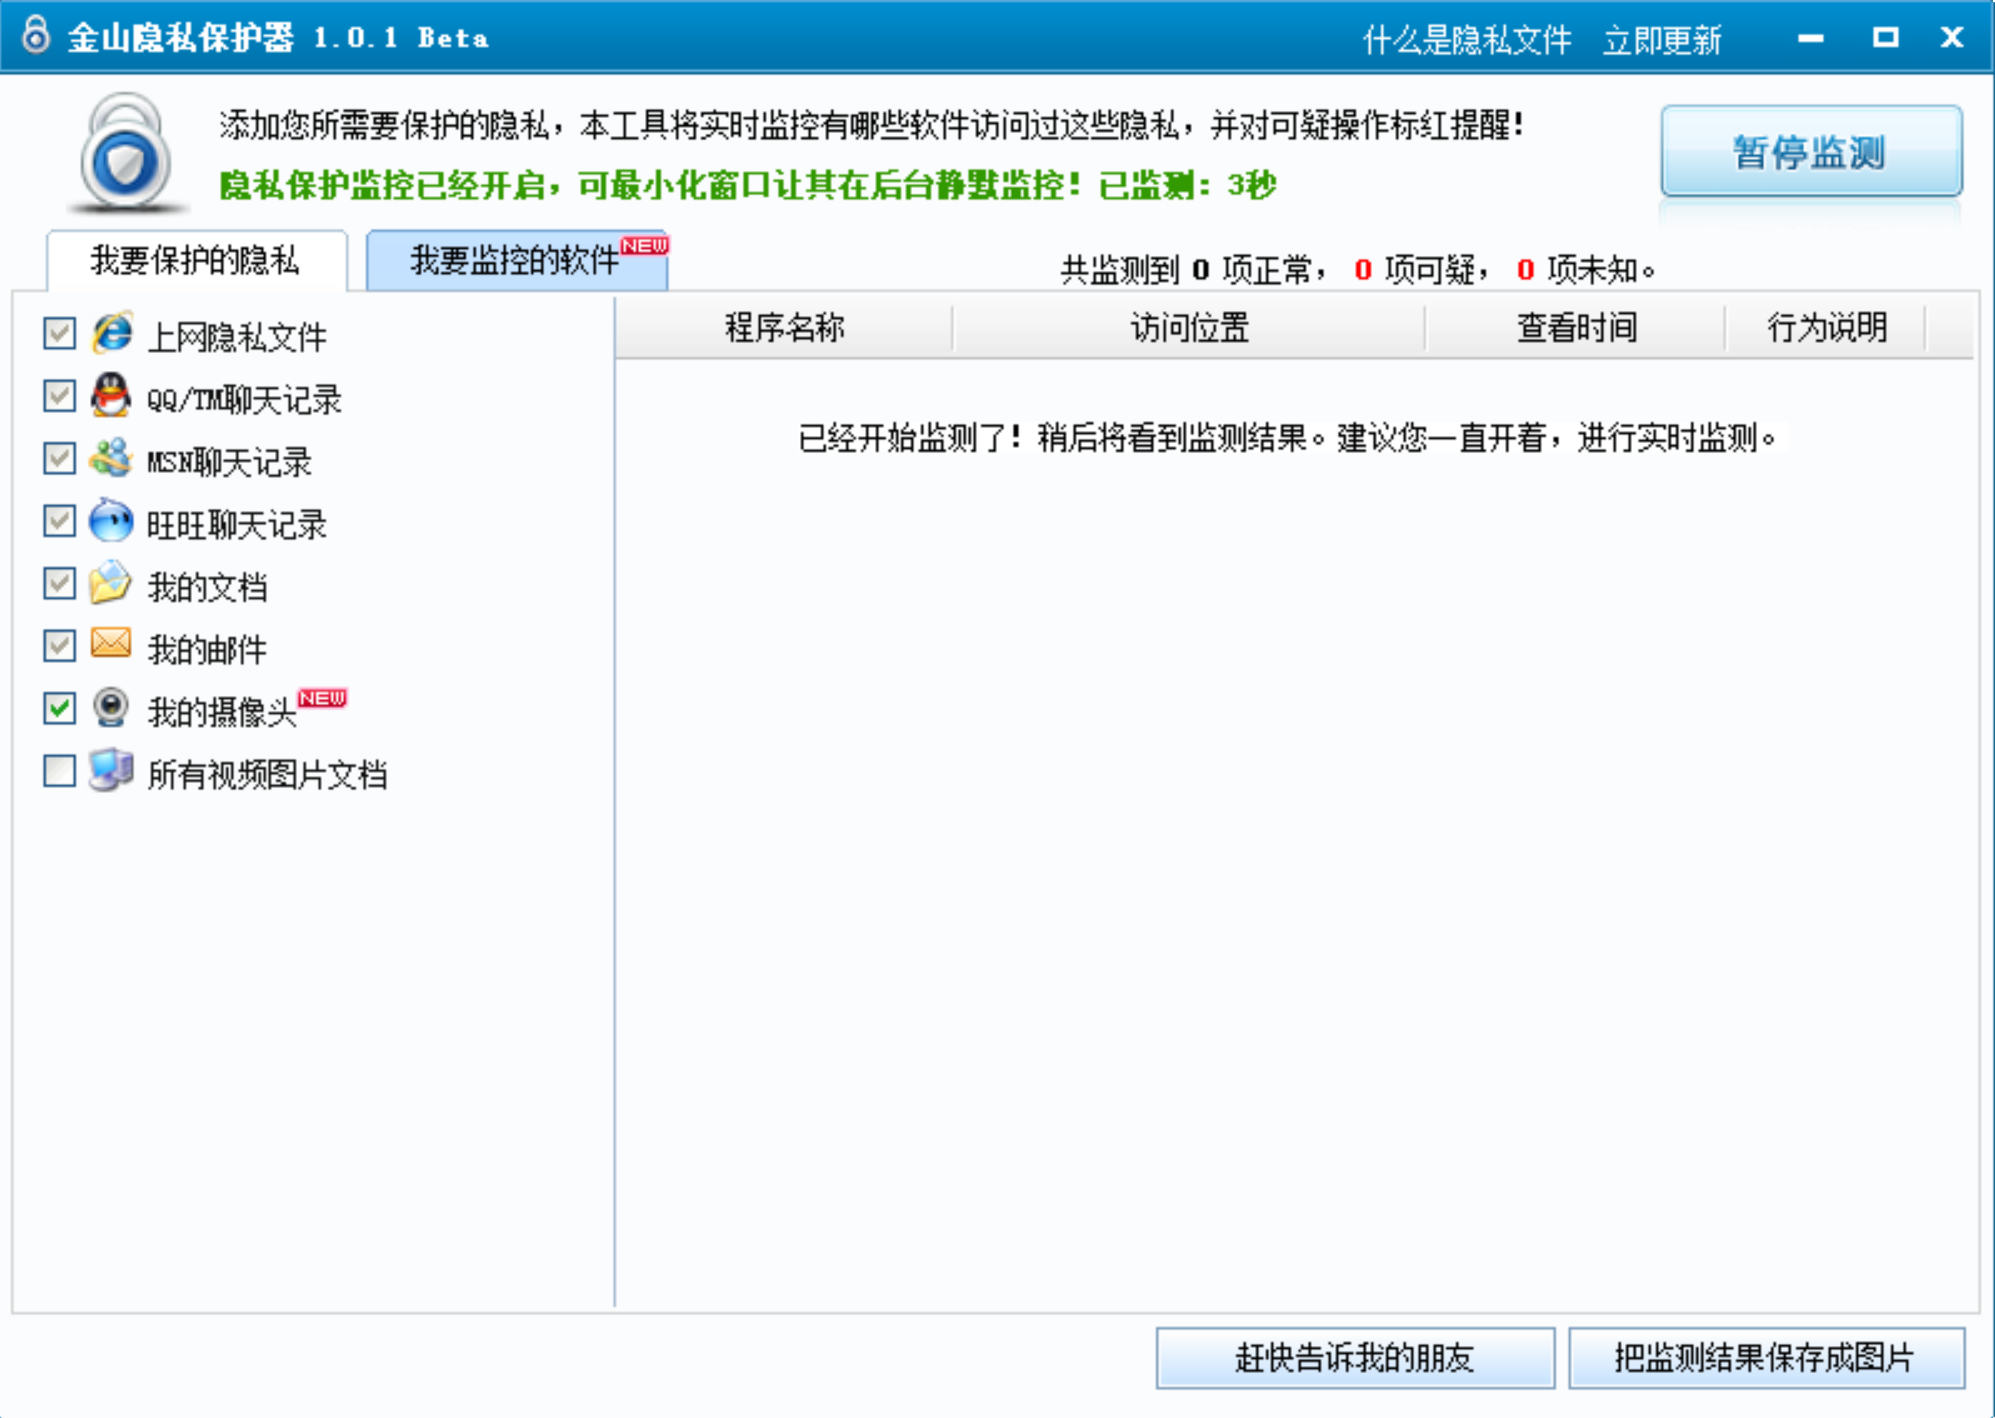 金山隐私保护器 1.0.1 Beta
什么是隐私文件 立即更新
添加您所需要保护的隐私，本工具将实时监控有哪些软件访问过这些隐私，并对可疑操作标红提醒！
隐私保护监控已经开启，可最小化窗口让其在后台静默监控！已监测：3秒
暂停监测
我要保护的隐私
我要监控的软件 NEW
共监测到 0 项正常， 0 项可疑， 0 项未知。
程序名称 访问位置 查看时间 行为说明
上网隐私文件
QQ/TM聊天记录
MSN聊天记录
旺旺聊天记录
我的文档
我的邮件
我的摄像头 NEW
所有视频图片文档
已经开始监测了！稍后将看到监测结果。建议您一直开着，进行实时监测。
赶快告诉我的朋友
把监测结果保存成图片